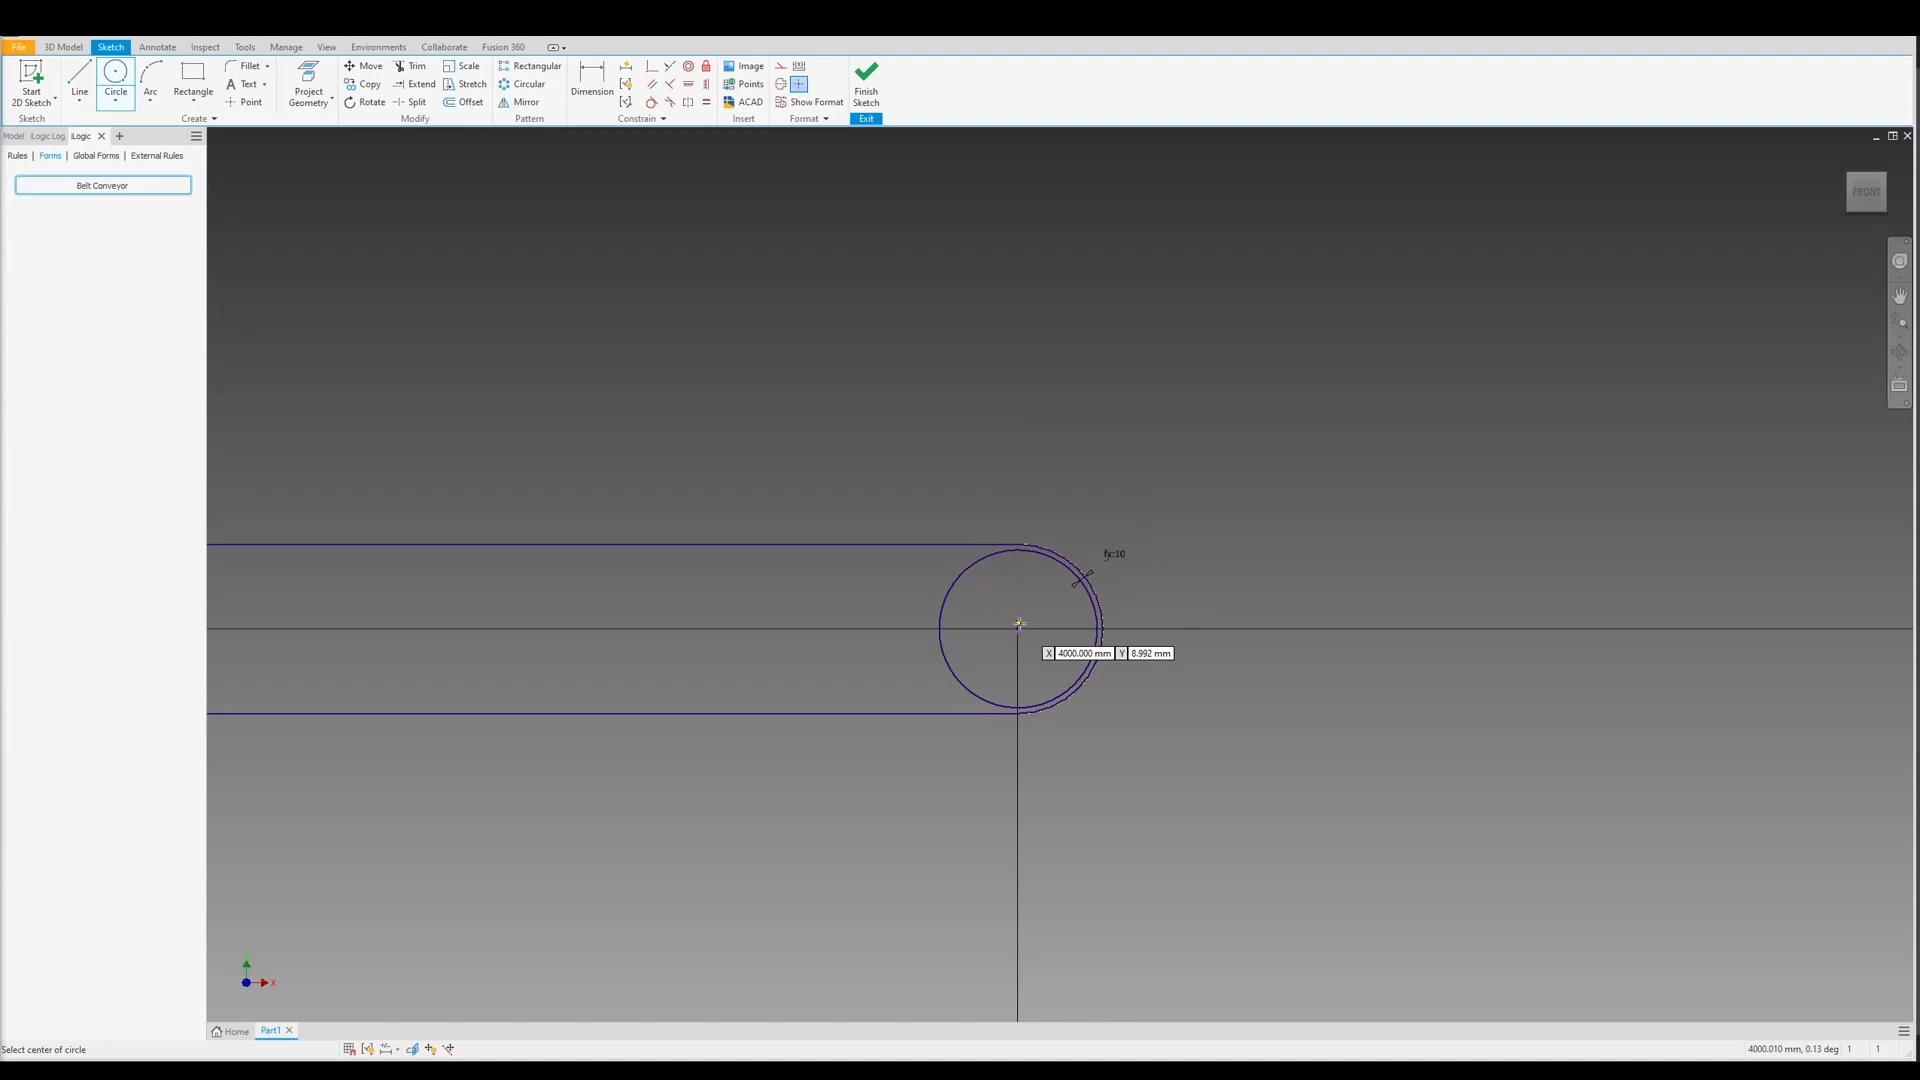 File 3D Model Sketch Annotate Inspect Tools Manage View Environments Collaborate Fusion 360
Start
2D Sketch
Line
Circle
Arc
Rectangle
Fillet
Text
Point
Project
Geometry
Move Trim Scale
Copy Extend Stretch
Rotate Split Offset
Rectangular
Circular
Mirror
Dimension
Image
Points
ACAD
Show Format
Finish
Sketch
Sketch Create Modify Pattern Constrain Insert Format Exit
Model iLogic Log iLogic
Rules | Forms | Global Forms | External Rules
Belt Conveyor
FRONT
fx:10
X 4000.000 mm Y 8.992 mm
X
Home Part1
Select center of circle
4000.010 mm, 0.13 deg 1 1